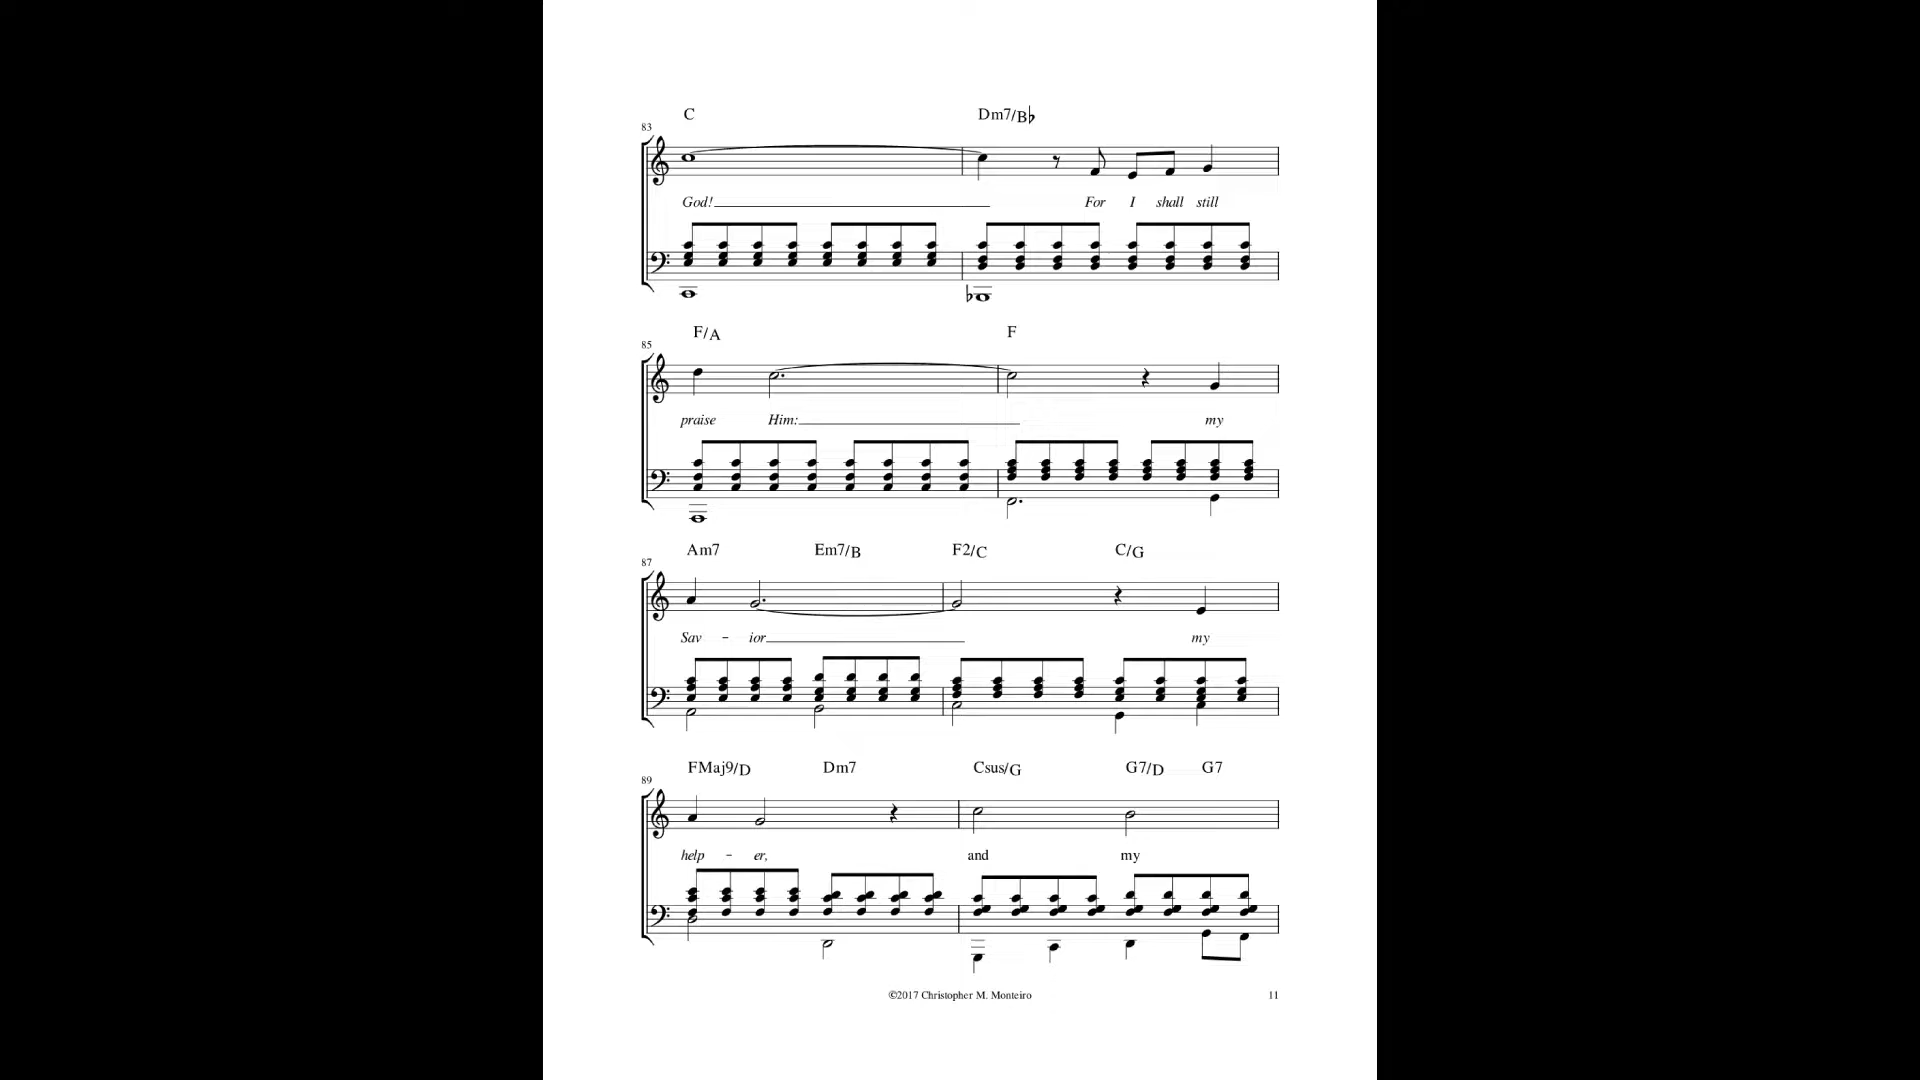 C Dm7/B♭
83
God! For I shall still
F/A F
85
praise Him: my
Am7 Em7/B F2/C C/G
87
Sav - ior my
FMaj9/D Dm7 Csus/G G7/D G7
89
help - er, and my
©2017 Christopher M. Monteiro 11